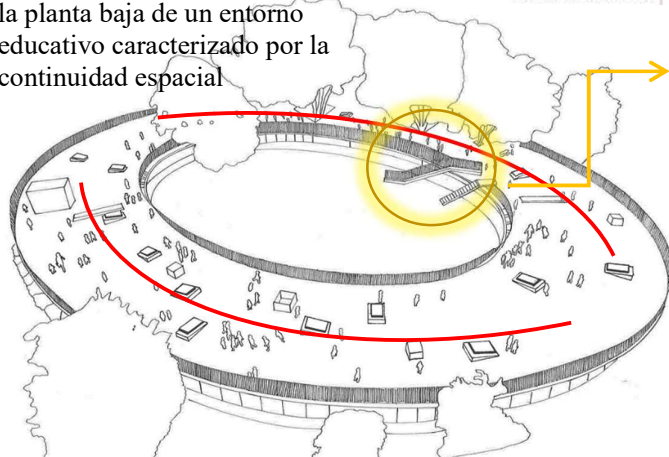 la planta baja de un entorno
educativo caracterizado por la
continuidad espacial